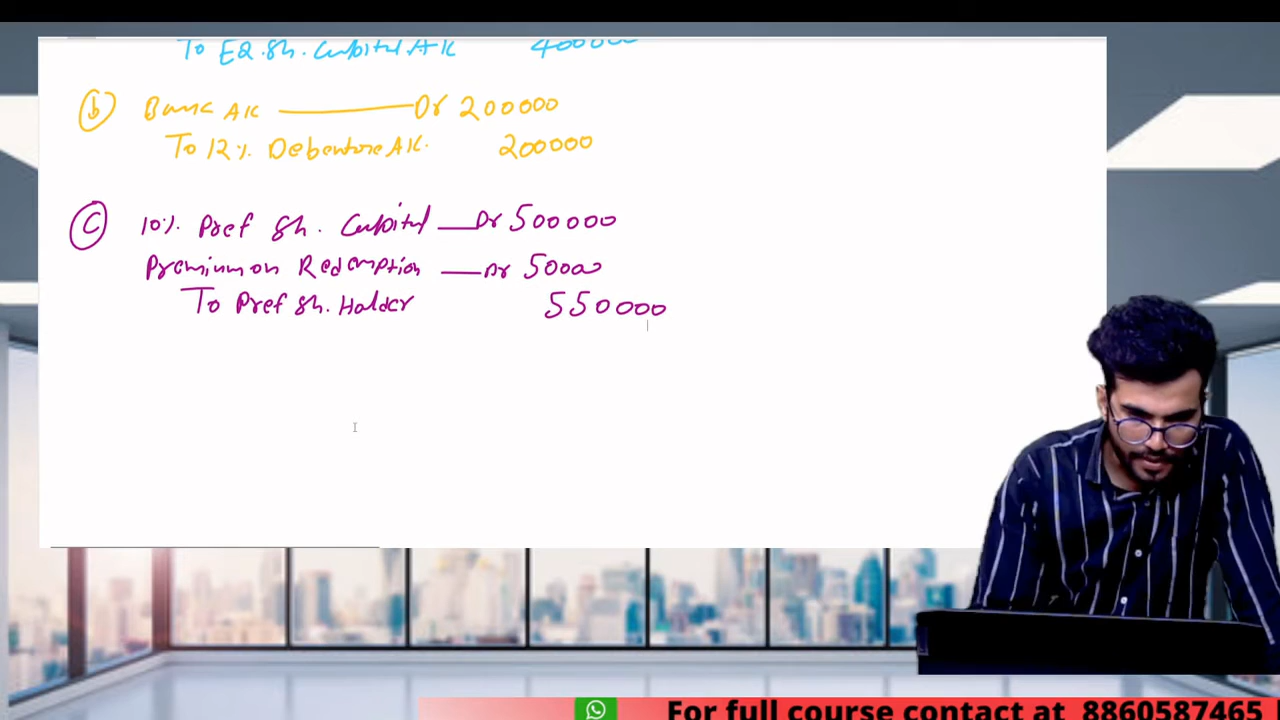 To EQ.Sh. Capital A/c 400000
(b) Bank A/c Dr 200000
To 12% Debenture A/c. 200000
(c) 10% Pref Sh. Capital Dr 500000
Premium on Redemption Dr 50000
To Pref Sh. Holder 550000
For full course contact at 8860587465